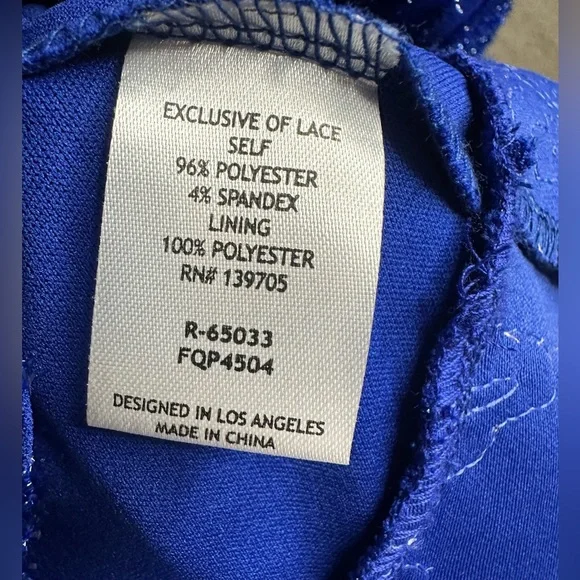 EXCLUSIVE OF LACE
SELF
96% POLYESTER
4% SPANDEX
LINING
100% POLYESTER
RN# 139705
R-65033
FQP4504
DESIGNED IN LOS ANGELES
MADE IN CHINA